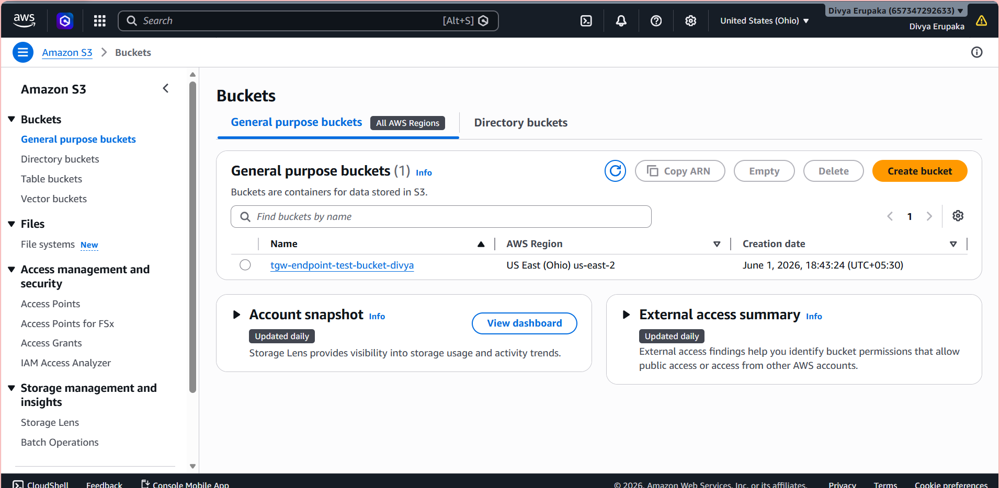 aws
Search
[Alt+S]
United States (Ohio) ▼
Divya Erupaka (657347292633) ▼
Divya Erupaka
Amazon S3
Buckets
Amazon S3
Buckets
General purpose buckets
Directory buckets
Table buckets
Vector buckets
Files
File systems New
Access management and
security
Access Points
Access Points for FSx
Access Grants
IAM Access Analyzer
Storage management and
insights
Storage Lens
Batch Operations
Buckets
General purpose buckets All AWS Regions
Directory buckets
General purpose buckets (1) Info
Copy ARN
Empty
Delete
Create bucket
Buckets are containers for data stored in S3.
Find buckets by name
1
Name AWS Region Creation date
tgw-endpoint-test-bucket-divya US East (Ohio) us-east-2 June 1, 2026, 18:43:24 (UTC+05:30)
Account snapshot Info
View dashboard
Updated daily
Storage Lens provides visibility into storage usage and activity trends.
External access summary Info
Updated daily
External access findings help you identify bucket permissions that allow
public access or access from other AWS accounts.
CloudShell Feedback Console Mobile App
© 2026, Amazon Web Services, Inc. or its affiliates. Privacy Terms Cookie preferences